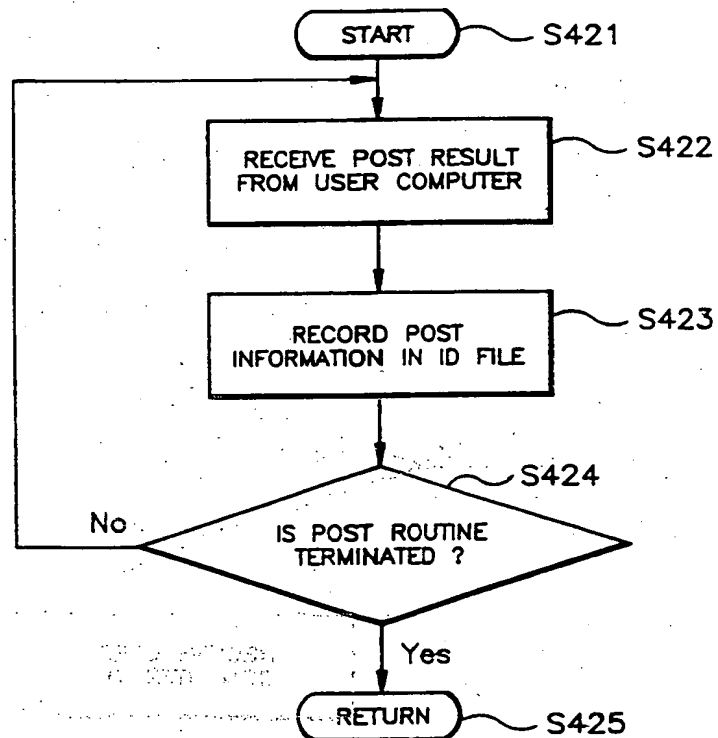 START
S421
RECEIVE POST RESULT
FROM USER COMPUTER
S422
RECORD POST
INFORMATION IN ID FILE
S423
S424
No
IS POST ROUTINE
TERMINATED ?
Yes
RETURN
S425